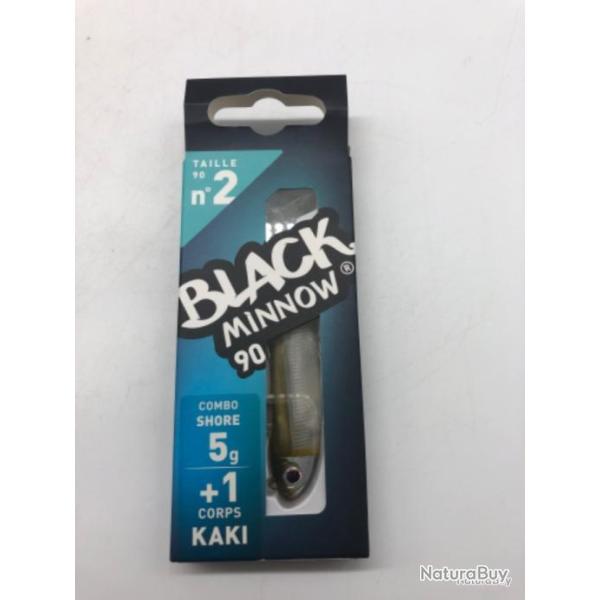 TAILLE
90
n°2
BLACK
MiNNOW®
90
COMBO
SHORE
5g
+1
CORPS
KAKI
NaturaBuy